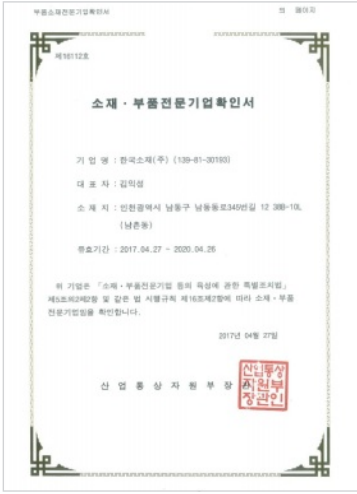 부품소재전문기업확인서
페이지
제16112호
소재 · 부품전문기업확인서
기 업 명 : 한국소재(주) (139-81-30193)
대 표 자 : 김익성
소 재 지 : 인천광역시 남동구 남동동로345번길 12 38B-10L
(남촌동)
유효기간 : 2017.04.27 ~ 2020.04.26
위 기업은 「소재 · 부품전문기업 등의 육성에 관한 특별조치법」
제5조의2제2항 및 같은 법 시행규칙 제16조제2항에 따라 소재 · 부품
전문기업임을 확인합니다.
2017년 04월 27일
산 업 통 상 자 원 부 장 관
산업통상
자원부
장관인